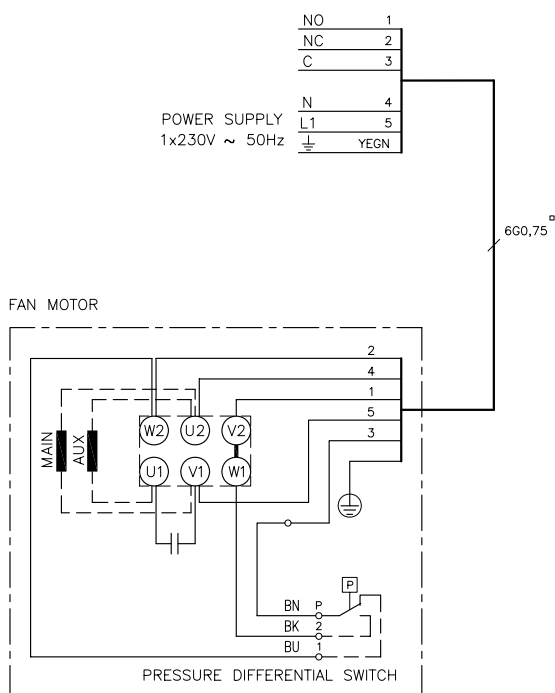 NO 1
NC 2
C 3
N 4
POWER SUPPLY
L1 5
1x230V ~ 50Hz
YEGN
6G0,75
FAN MOTOR
2
4
1
5
3
W2 U2 V2
MAIN
AUX
U1 V1 W1
P
BN P
BK 2
BU 1
PRESSURE DIFFERENTIAL SWITCH